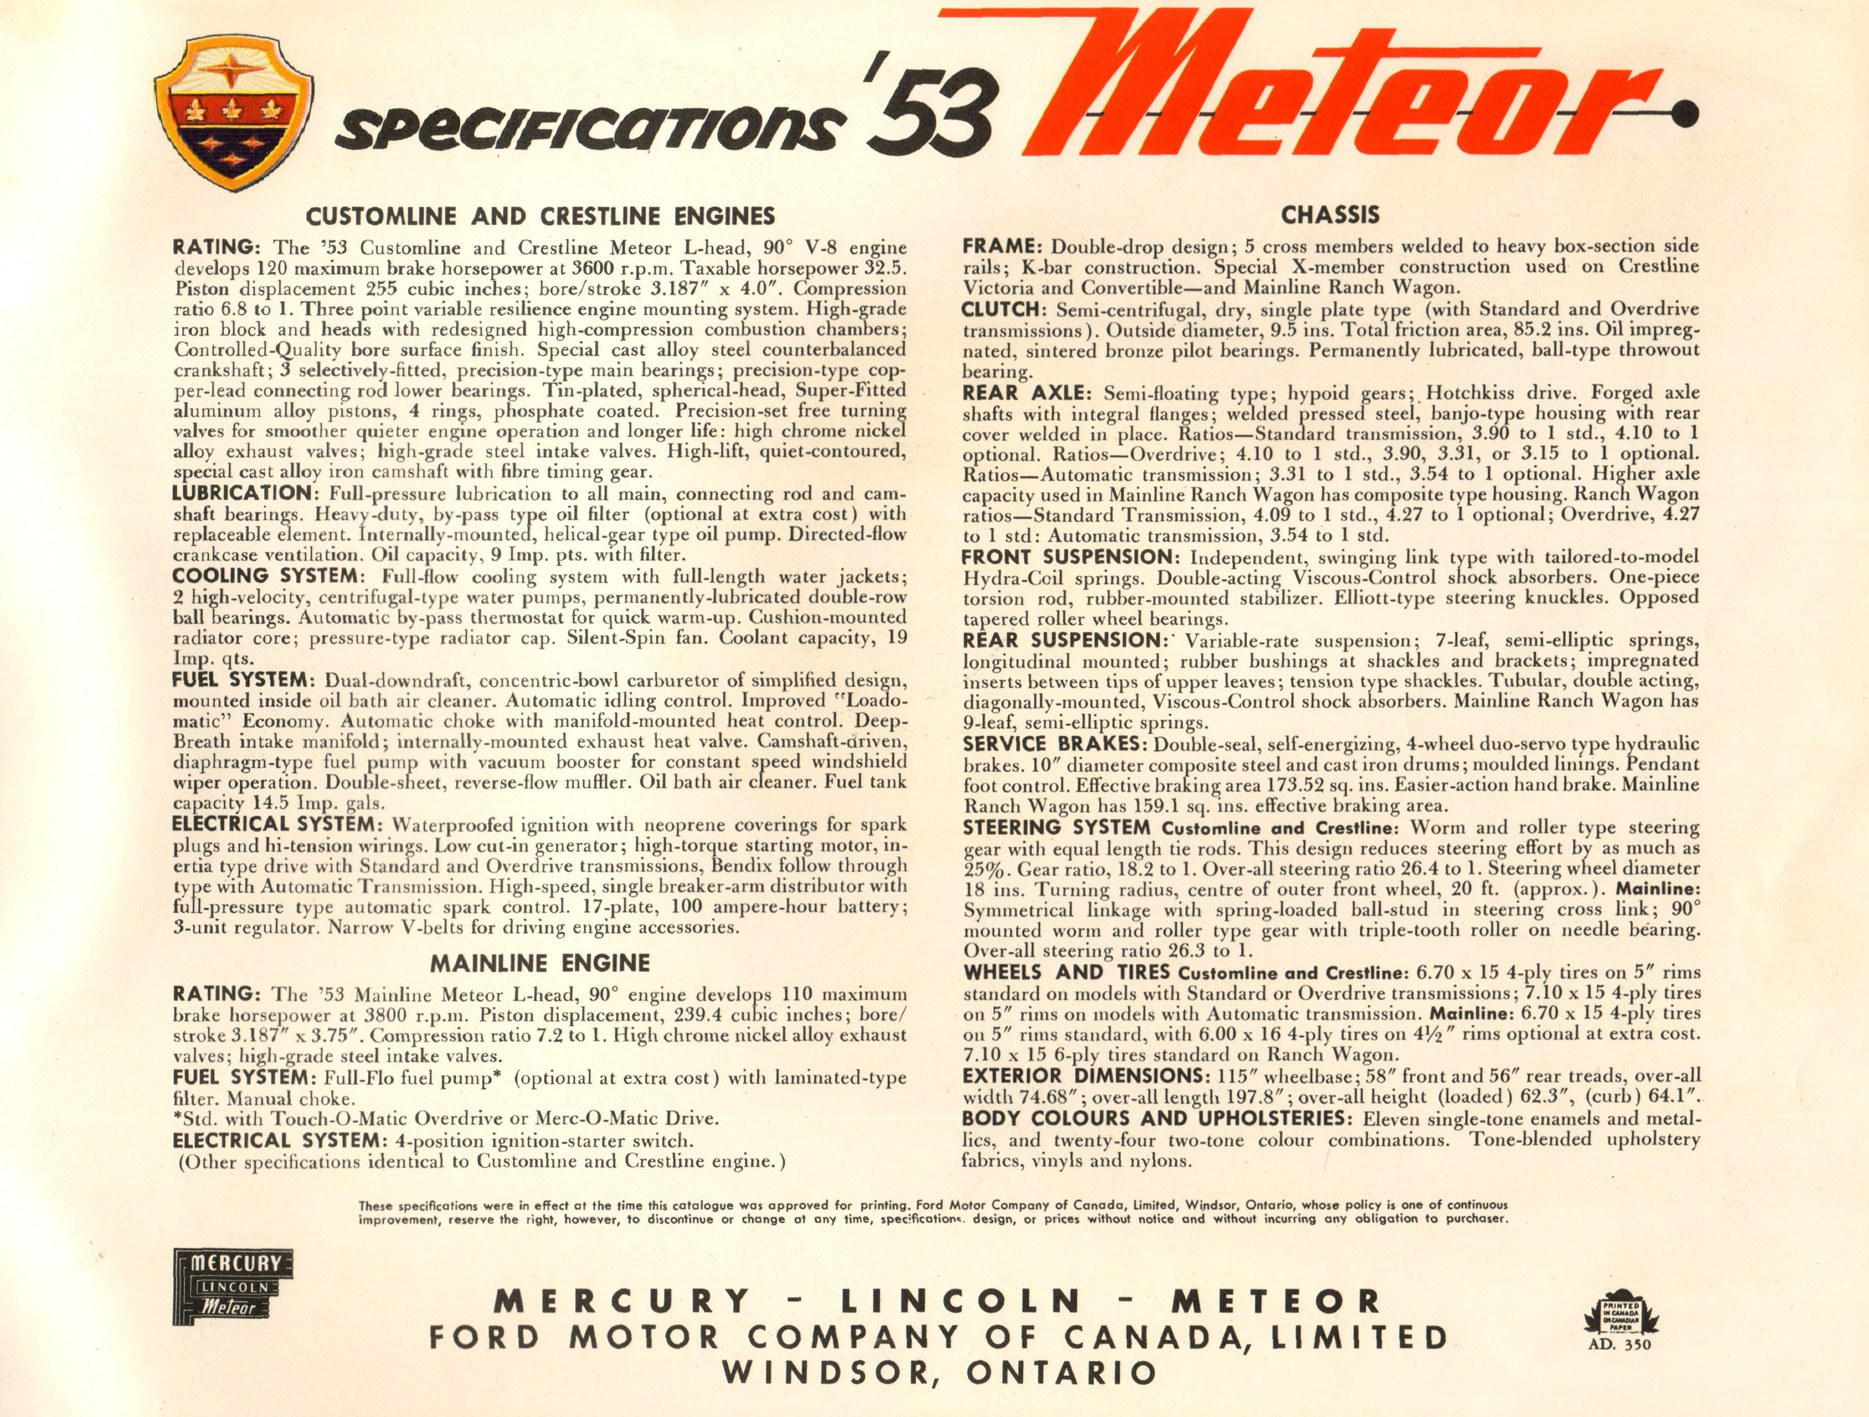 SPECIFICATIONS '53 Meteor
CUSTOMLINE AND CRESTLINE ENGINES
RATING: The '53 Customline and Crestline Meteor L-head, 90° V-8 engine
develops 120 maximum brake horsepower at 3600 r.p.m. Taxable horsepower 32.5.
Piston displacement 255 cubic inches; bore/stroke 3.187" x 4.0". Compression
ratio 6.8 to 1. Three point variable resilience engine mounting system. High-grade
iron block and heads with redesigned high-compression combustion chambers;
Controlled-Quality bore surface finish. Special cast alloy steel counterbalanced
crankshaft; 3 selectively-fitted, precision-type main bearings; precision-type cop-
per-lead connecting rod lower bearings. Tin-plated, spherical-head, Super-Fitted
aluminum alloy pistons, 4 rings, phosphate coated. Precision-set free turning
valves for smoother quieter engine operation and longer life: high chrome nickel
alloy exhaust valves; high-grade steel intake valves. High-lift, quiet-contoured,
special cast alloy iron camshaft with fibre timing gear.
LUBRICATION: Full-pressure lubrication to all main, connecting rod and cam-
shaft bearings. Heavy-duty, by-pass type oil filter (optional at extra cost) with
replaceable element. Internally-mounted, helical-gear type oil pump. Directed-flow
crankcase ventilation. Oil capacity, 9 Imp. pts. with filter.
COOLING SYSTEM: Full-flow cooling system with full-length water jackets;
2 high-velocity, centrifugal-type water pumps, permanently-lubricated double-row
ball bearings. Automatic by-pass thermostat for quick warm-up. Cushion-mounted
radiator core; pressure-type radiator cap. Silent-Spin fan. Coolant capacity, 19
Imp. qts.
FUEL SYSTEM: Dual-downdraft, concentric-bowl carburetor of simplified design,
mounted inside oil bath air cleaner. Automatic idling control. Improved "Loado-
matic" Economy. Automatic choke with manifold-mounted heat control. Deep-
Breath intake manifold; internally-mounted exhaust heat valve. Camshaft-driven,
diaphragm-type fuel pump with vacuum booster for constant speed windshield
wiper operation. Double-sheet, reverse-flow muffler. Oil bath air cleaner. Fuel tank
capacity 14.5 Imp. gals.
ELECTRICAL SYSTEM: Waterproofed ignition with neoprene coverings for spark
plugs and hi-tension wirings. Low cut-in generator; high-torque starting motor, in-
ertia type drive with Standard and Overdrive transmissions, Bendix follow through
type with Automatic Transmission. High-speed, single breaker-arm distributor with
full-pressure type automatic spark control. 17-plate, 100 ampere-hour battery;
3-unit regulator. Narrow V-belts for driving engine accessories.
MAINLINE ENGINE
RATING: The '53 Mainline Meteor L-head, 90° engine develops 110 maximum
brake horsepower at 3800 r.p.m. Piston displacement, 239.4 cubic inches; bore/
stroke 3.187" x 3.75". Compression ratio 7.2 to 1. High chrome nickel alloy exhaust
valves; high-grade steel intake valves.
FUEL SYSTEM: Full-Flo fuel pump* (optional at extra cost) with laminated-type
filter. Manual choke.
*Std. with Touch-O-Matic Overdrive or Merc-O-Matic Drive.
ELECTRICAL SYSTEM: 4-position ignition-starter switch.
(Other specifications identical to Customline and Crestline engine.)
CHASSIS
FRAME: Double-drop design; 5 cross members welded to heavy box-section side
rails; K-bar construction. Special X-member construction used on Crestline
Victoria and Convertible—and Mainline Ranch Wagon.
CLUTCH: Semi-centrifugal, dry, single plate type (with Standard and Overdrive
transmissions). Outside diameter, 9.5 ins. Total friction area, 85.2 ins. Oil impreg-
nated, sintered bronze pilot bearings. Permanently lubricated, ball-type throwout
bearing.
REAR AXLE: Semi-floating type; hypoid gears; Hotchkiss drive. Forged axle
shafts with integral flanges; welded pressed steel, banjo-type housing with rear
cover welded in place. Ratios—Standard transmission, 3.90 to 1 std., 4.10 to 1
optional. Ratios—Overdrive; 4.10 to 1 std., 3.90, 3.31, or 3.15 to 1 optional.
Ratios—Automatic transmission; 3.31 to 1 std., 3.54 to 1 optional. Higher axle
capacity used in Mainline Ranch Wagon has composite type housing. Ranch Wagon
ratios—Standard Transmission, 4.09 to 1 std., 4.27 to 1 optional; Overdrive, 4.27
to 1 std: Automatic transmission, 3.54 to 1 std.
FRONT SUSPENSION: Independent, swinging link type with tailored-to-model
Hydra-Coil springs. Double-acting Viscous-Control shock absorbers. One-piece
torsion rod, rubber-mounted stabilizer. Elliott-type steering knuckles. Opposed
tapered roller wheel bearings.
REAR SUSPENSION: Variable-rate suspension; 7-leaf, semi-elliptic springs,
longitudinal mounted; rubber bushings at shackles and brackets; impregnated
inserts between tips of upper leaves; tension type shackles. Tubular, double acting,
diagonally-mounted, Viscous-Control shock absorbers. Mainline Ranch Wagon has
9-leaf, semi-elliptic springs.
SERVICE BRAKES: Double-seal, self-energizing, 4-wheel duo-servo type hydraulic
brakes. 10" diameter composite steel and cast iron drums; moulded linings. Pendant
foot control. Effective braking area 173.52 sq. ins. Easier-action hand brake. Mainline
Ranch Wagon has 159.1 sq. ins. effective braking area.
STEERING SYSTEM Customline and Crestline: Worm and roller type steering
gear with equal length tie rods. This design reduces steering effort by as much as
25%. Gear ratio, 18.2 to 1. Over-all steering ratio 26.4 to 1. Steering wheel diameter
18 ins. Turning radius, centre of outer front wheel, 20 ft. (approx.). Mainline:
Symmetrical linkage with spring-loaded ball-stud in steering cross link; 90°
mounted worm and roller type gear with triple-tooth roller on needle bearing.
Over-all steering ratio 26.3 to 1.
WHEELS AND TIRES Customline and Crestline: 6.70 x 15 4-ply tires on 5" rims
standard on models with Standard or Overdrive transmissions; 7.10 x 15 4-ply tires
on 5" rims on models with Automatic transmission. Mainline: 6.70 x 15 4-ply tires
on 5" rims standard, with 6.00 x 16 4-ply tires on 4½" rims optional at extra cost.
7.10 x 15 6-ply tires standard on Ranch Wagon.
EXTERIOR DIMENSIONS: 115" wheelbase; 58" front and 56" rear treads, over-all
width 74.68"; over-all length 197.8"; over-all height (loaded) 62.3", (curb) 64.1".
BODY COLOURS AND UPHOLSTERIES: Eleven single-tone enamels and metal-
lics, and twenty-four two-tone colour combinations. Tone-blended upholstery
fabrics, vinyls and nylons.
These specifications were in effect at the time this catalogue was approved for printing. Ford Motor Company of Canada, Limited, Windsor, Ontario, whose policy is one of continuous
improvement, reserve the right, however, to discontinue or change at any time, specifications, design, or prices without notice and without incurring any obligation to purchaser.
MERCURY
LINCOLN
Meteor
MERCURY - LINCOLN - METEOR
FORD MOTOR COMPANY OF CANADA, LIMITED
WINDSOR, ONTARIO
PRINTED
IN CANADA
ON CANADIAN
PAPER
AD. 350